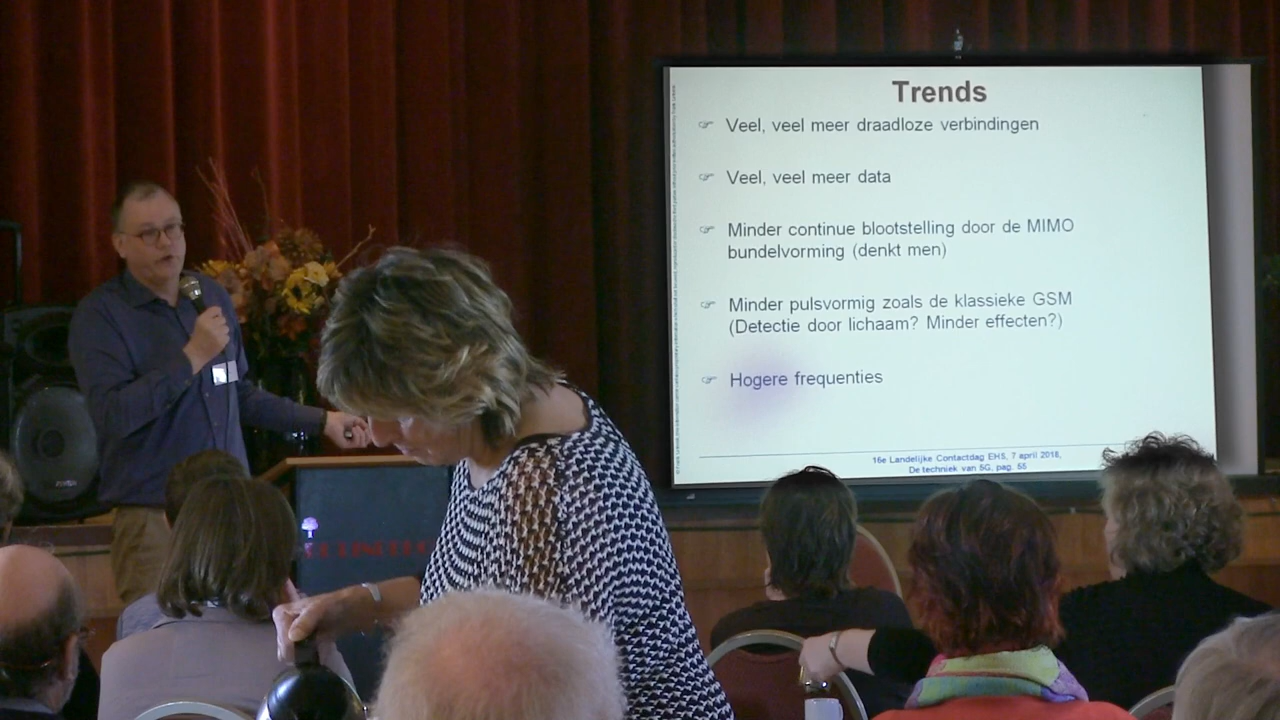 Trends
☞ Veel, veel meer draadloze verbindingen
☞ Veel, veel meer data
☞ Minder continue blootstelling door de MIMO
bundelvorming (denkt men)
☞ Minder pulsvormig zoals de klassieke GSM
(Detectie door lichaam? Minder effecten?)
☞ Hogere frequenties
16e Landelijke Contactdag EHS, 7 april 2018,
De techniek van 5G, pag. 55